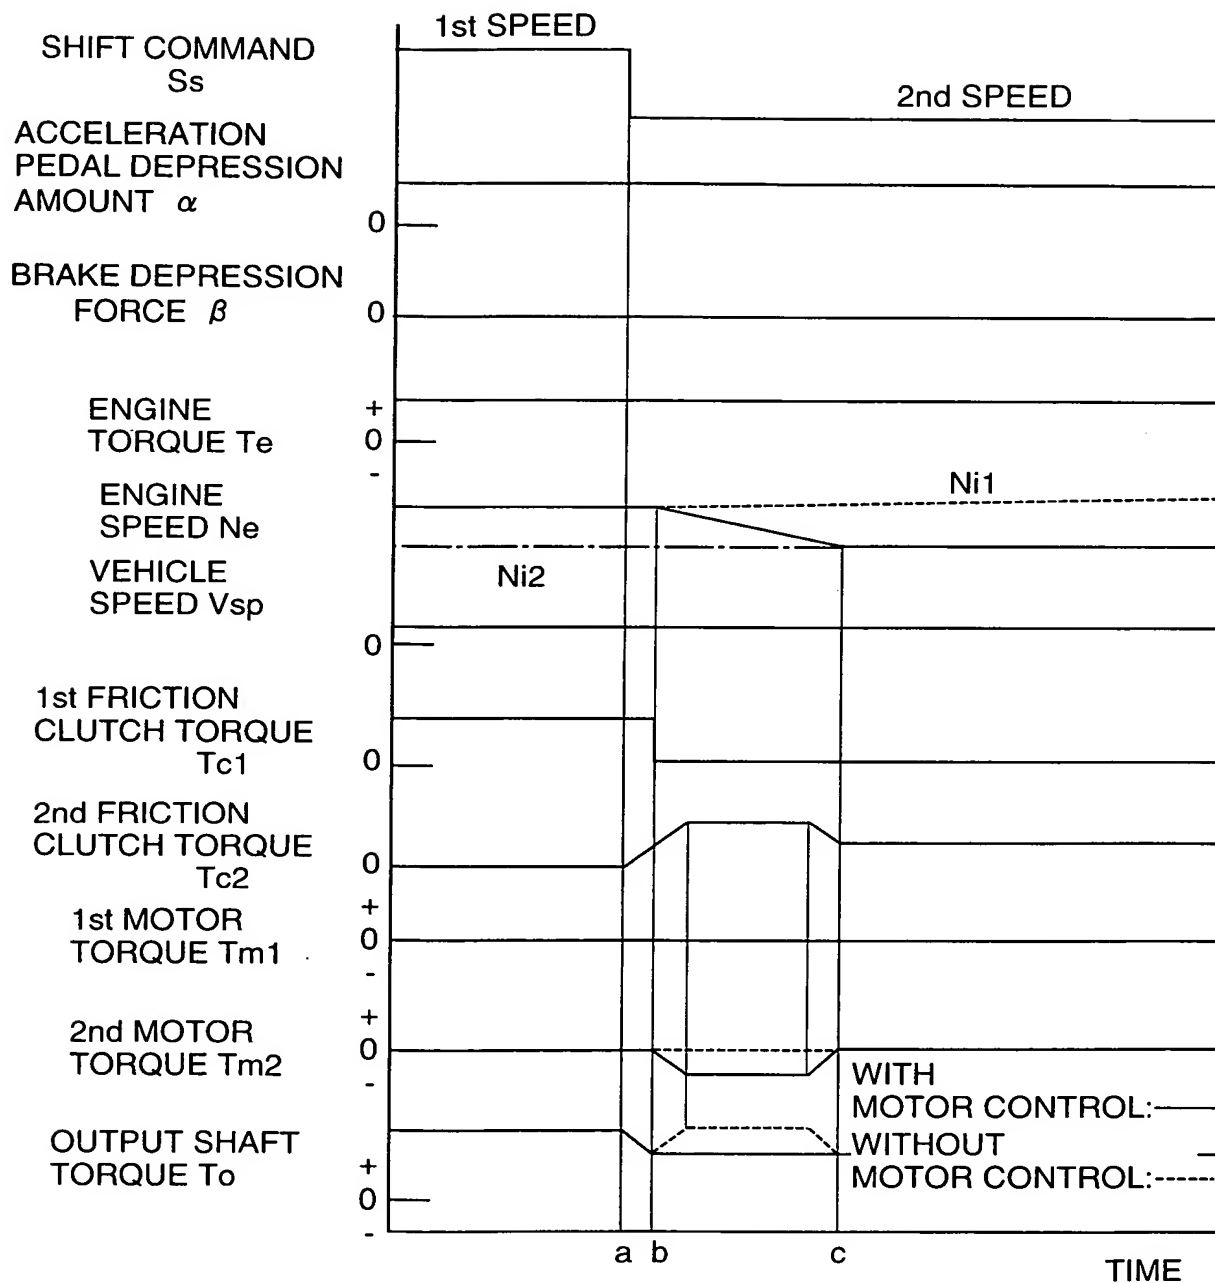 1st SPEED
SHIFT COMMAND
Ss
2nd SPEED
ACCELERATION
PEDAL DEPRESSION
AMOUNT α
0
BRAKE DEPRESSION
FORCE β
0
ENGINE
TORQUE Te
+
0
-
ENGINE
SPEED Ne
Ni1
Ni2
VEHICLE
SPEED Vsp
0
1st FRICTION
CLUTCH TORQUE
Tc1
0
2nd FRICTION
CLUTCH TORQUE
Tc2
0
1st MOTOR
TORQUE Tm1
+
0
-
2nd MOTOR
TORQUE Tm2
+
0
-
WITH
MOTOR CONTROL:
WITHOUT
MOTOR CONTROL:
OUTPUT SHAFT
TORQUE To
+
0
-
a b c
TIME